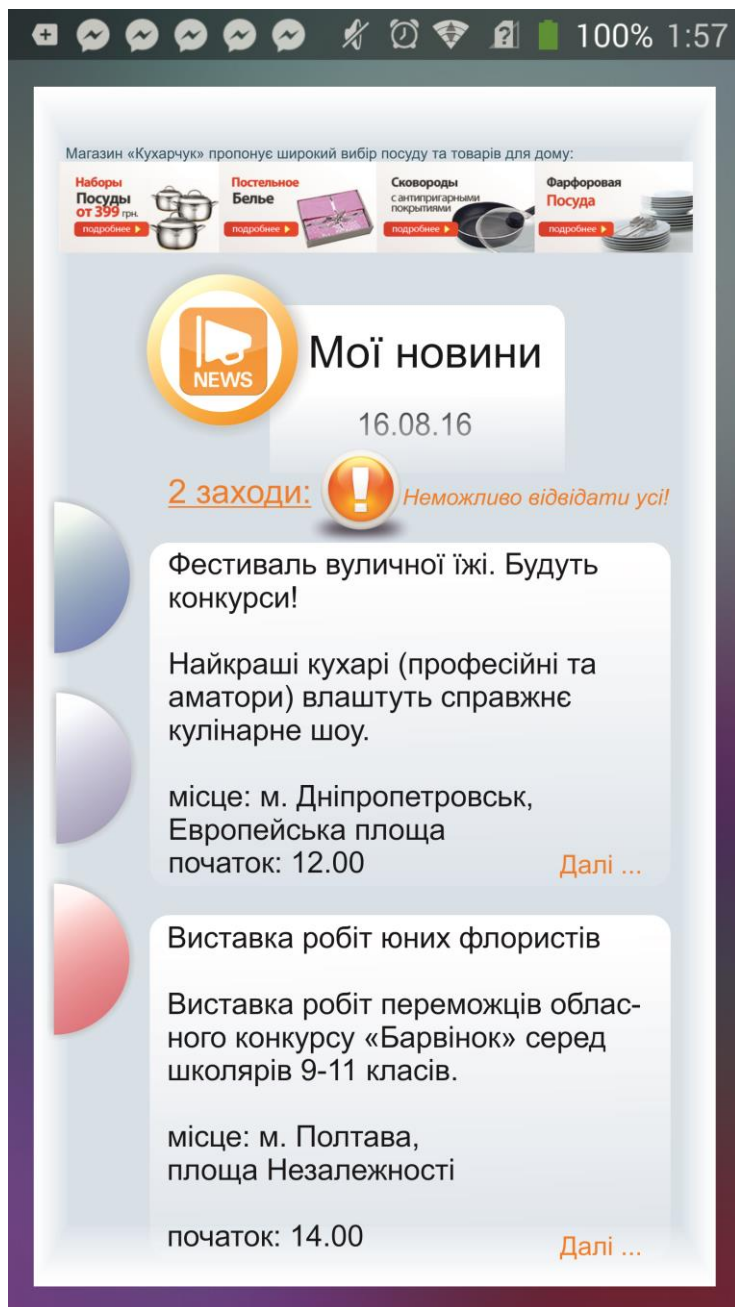 100% 1:57
Магазин «Кухарчук» пропонує широкий вибір посуду та товарів для дому:
Наборы
Посуды
от 399 грн.
подробнее
Постельное
Белье
подробнее
Сковороды
с антипригарными
покрытиями
подробнее
Фарфоровая
Посуда
подробнее
NEWS
Мої новини
16.08.16
2 заходи:
! Неможливо відвідати усі!
Фестиваль вуличної їжі. Будуть
конкурси!
Найкраші кухарі (професійні та
аматори) влаштуть справжнє
кулінарне шоу.
місце: м. Дніпропетровськ,
Европейська площа
початок: 12.00 Далі ...
Виставка робіт юних флористів
Виставка робіт переможців облас-
ного конкурсу «Барвінок» серед
школярів 9-11 класів.
місце: м. Полтава,
площа Незалежності
початок: 14.00 Далі ...